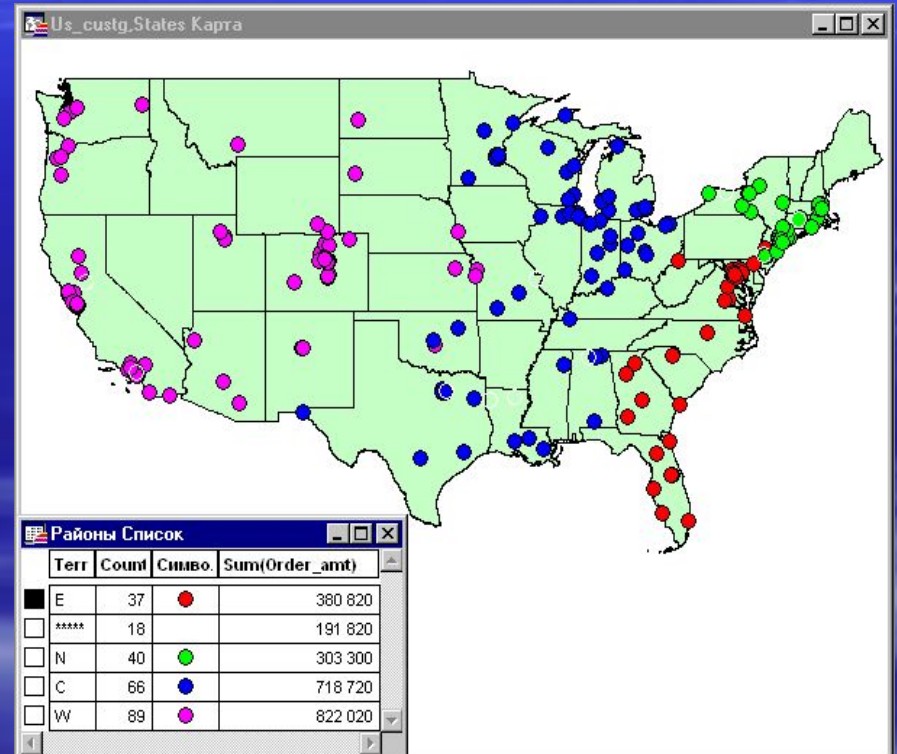 Us_custg,States Карта
Районы Список
Терг Count Симво. Sum(Order_amt)
E 37 380 820
***** 18 191 820
N 40 303 300
C 66 718 720
W 89 822 020